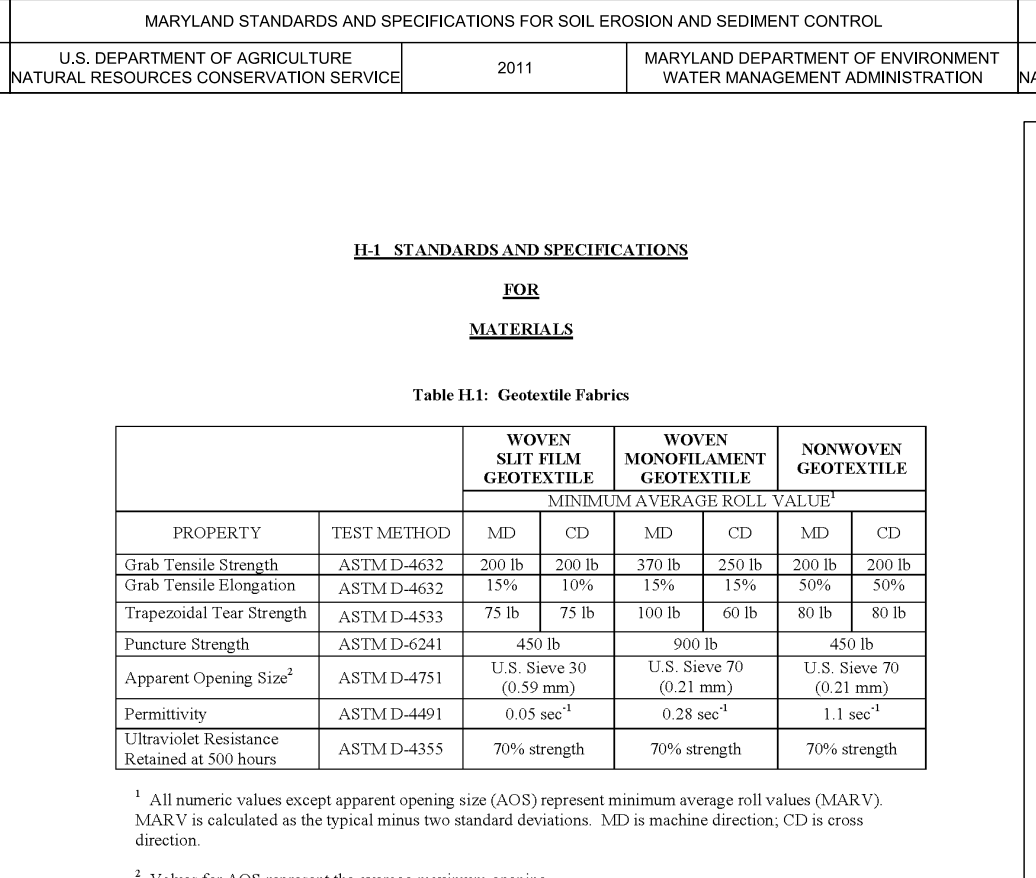 MARYLAND STANDARDS AND SPECIFICATIONS FOR SOIL EROSION AND SEDIMENT CONTROL
U.S. DEPARTMENT OF AGRICULTURE
NATURAL RESOURCES CONSERVATION SERVICE
2011
MARYLAND DEPARTMENT OF ENVIRONMENT
WATER MANAGEMENT ADMINISTRATION
NA
H-1 STANDARDS AND SPECIFICATIONS
FOR
MATERIALS
Table H.1: Geotextile Fabrics
WOVEN SLIT FILM GEOTEXTILE WOVEN MONOFILAMENT GEOTEXTILE NONWOVEN GEOTEXTILE
MINIMUM AVERAGE ROLL VALUE¹
PROPERTY TEST METHOD MD CD MD CD MD CD
Grab Tensile Strength ASTM D-4632 200 lb 200 lb 370 lb 250 lb 200 lb 200 lb
Grab Tensile Elongation ASTM D-4632 15% 10% 15% 15% 50% 50%
Trapezoidal Tear Strength ASTM D-4533 75 lb 75 lb 100 lb 60 lb 80 lb 80 lb
Puncture Strength ASTM D-6241 450 lb 900 lb 450 lb
Apparent Opening Size² ASTM D-4751 U.S. Sieve 30 (0.59 mm) U.S. Sieve 70 (0.21 mm) U.S. Sieve 70 (0.21 mm)
Permittivity ASTM D-4491 0.05 sec⁻¹ 0.28 sec⁻¹ 1.1 sec⁻¹
Ultraviolet Resistance Retained at 500 hours ASTM D-4355 70% strength 70% strength 70% strength
¹ All numeric values except apparent opening size (AOS) represent minimum average roll values (MARV).
MARV is calculated as the typical minus two standard deviations. MD is machine direction; CD is cross
direction.
² Values for AOS represent the average maximum opening.